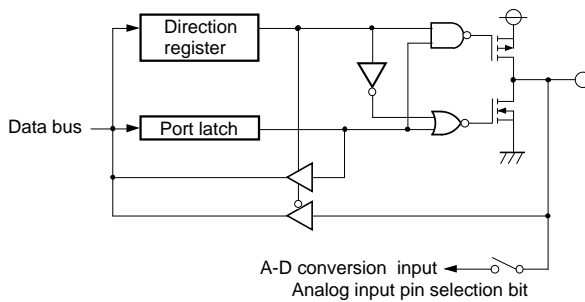 Direction
register
Data bus
Port latch
A-D conversion input
Analog input pin selection bit